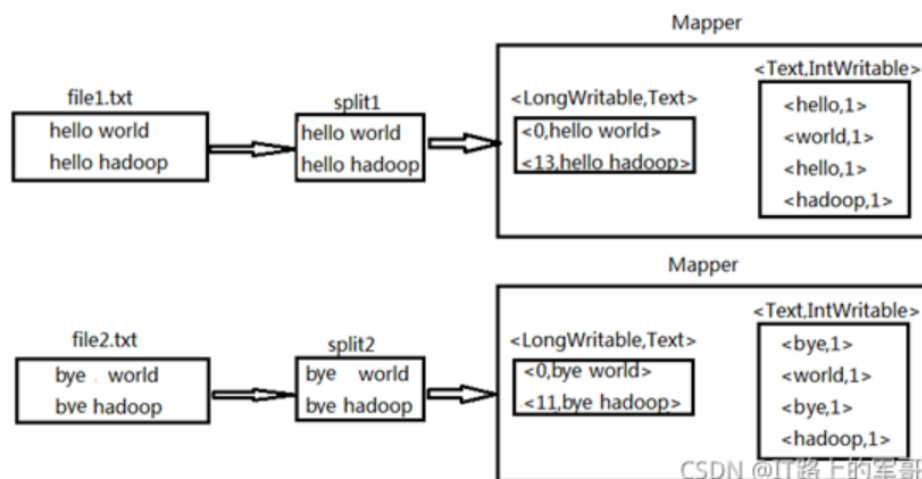 Mapper
<Text,IntWritable>
file1.txt
split1
<LongWritable,Text>
hello world
hello hadoop
hello world
hello hadoop
<0,hello world>
<13,hello hadoop>
<hello,1>
<world,1>
<hello,1>
<hadoop,1>
Mapper
<Text,IntWritable>
file2.txt
split2
<LongWritable,Text>
bye world
bye hadoop
bye world
bye hadoop
<0,bye world>
<11,bye hadoop>
<bye,1>
<world,1>
<bye,1>
<hadoop,1>
CSDN @IT路上的军哥